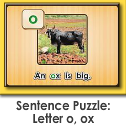 o
An ox is big.
Sentence Puzzle:
Letter o, ox